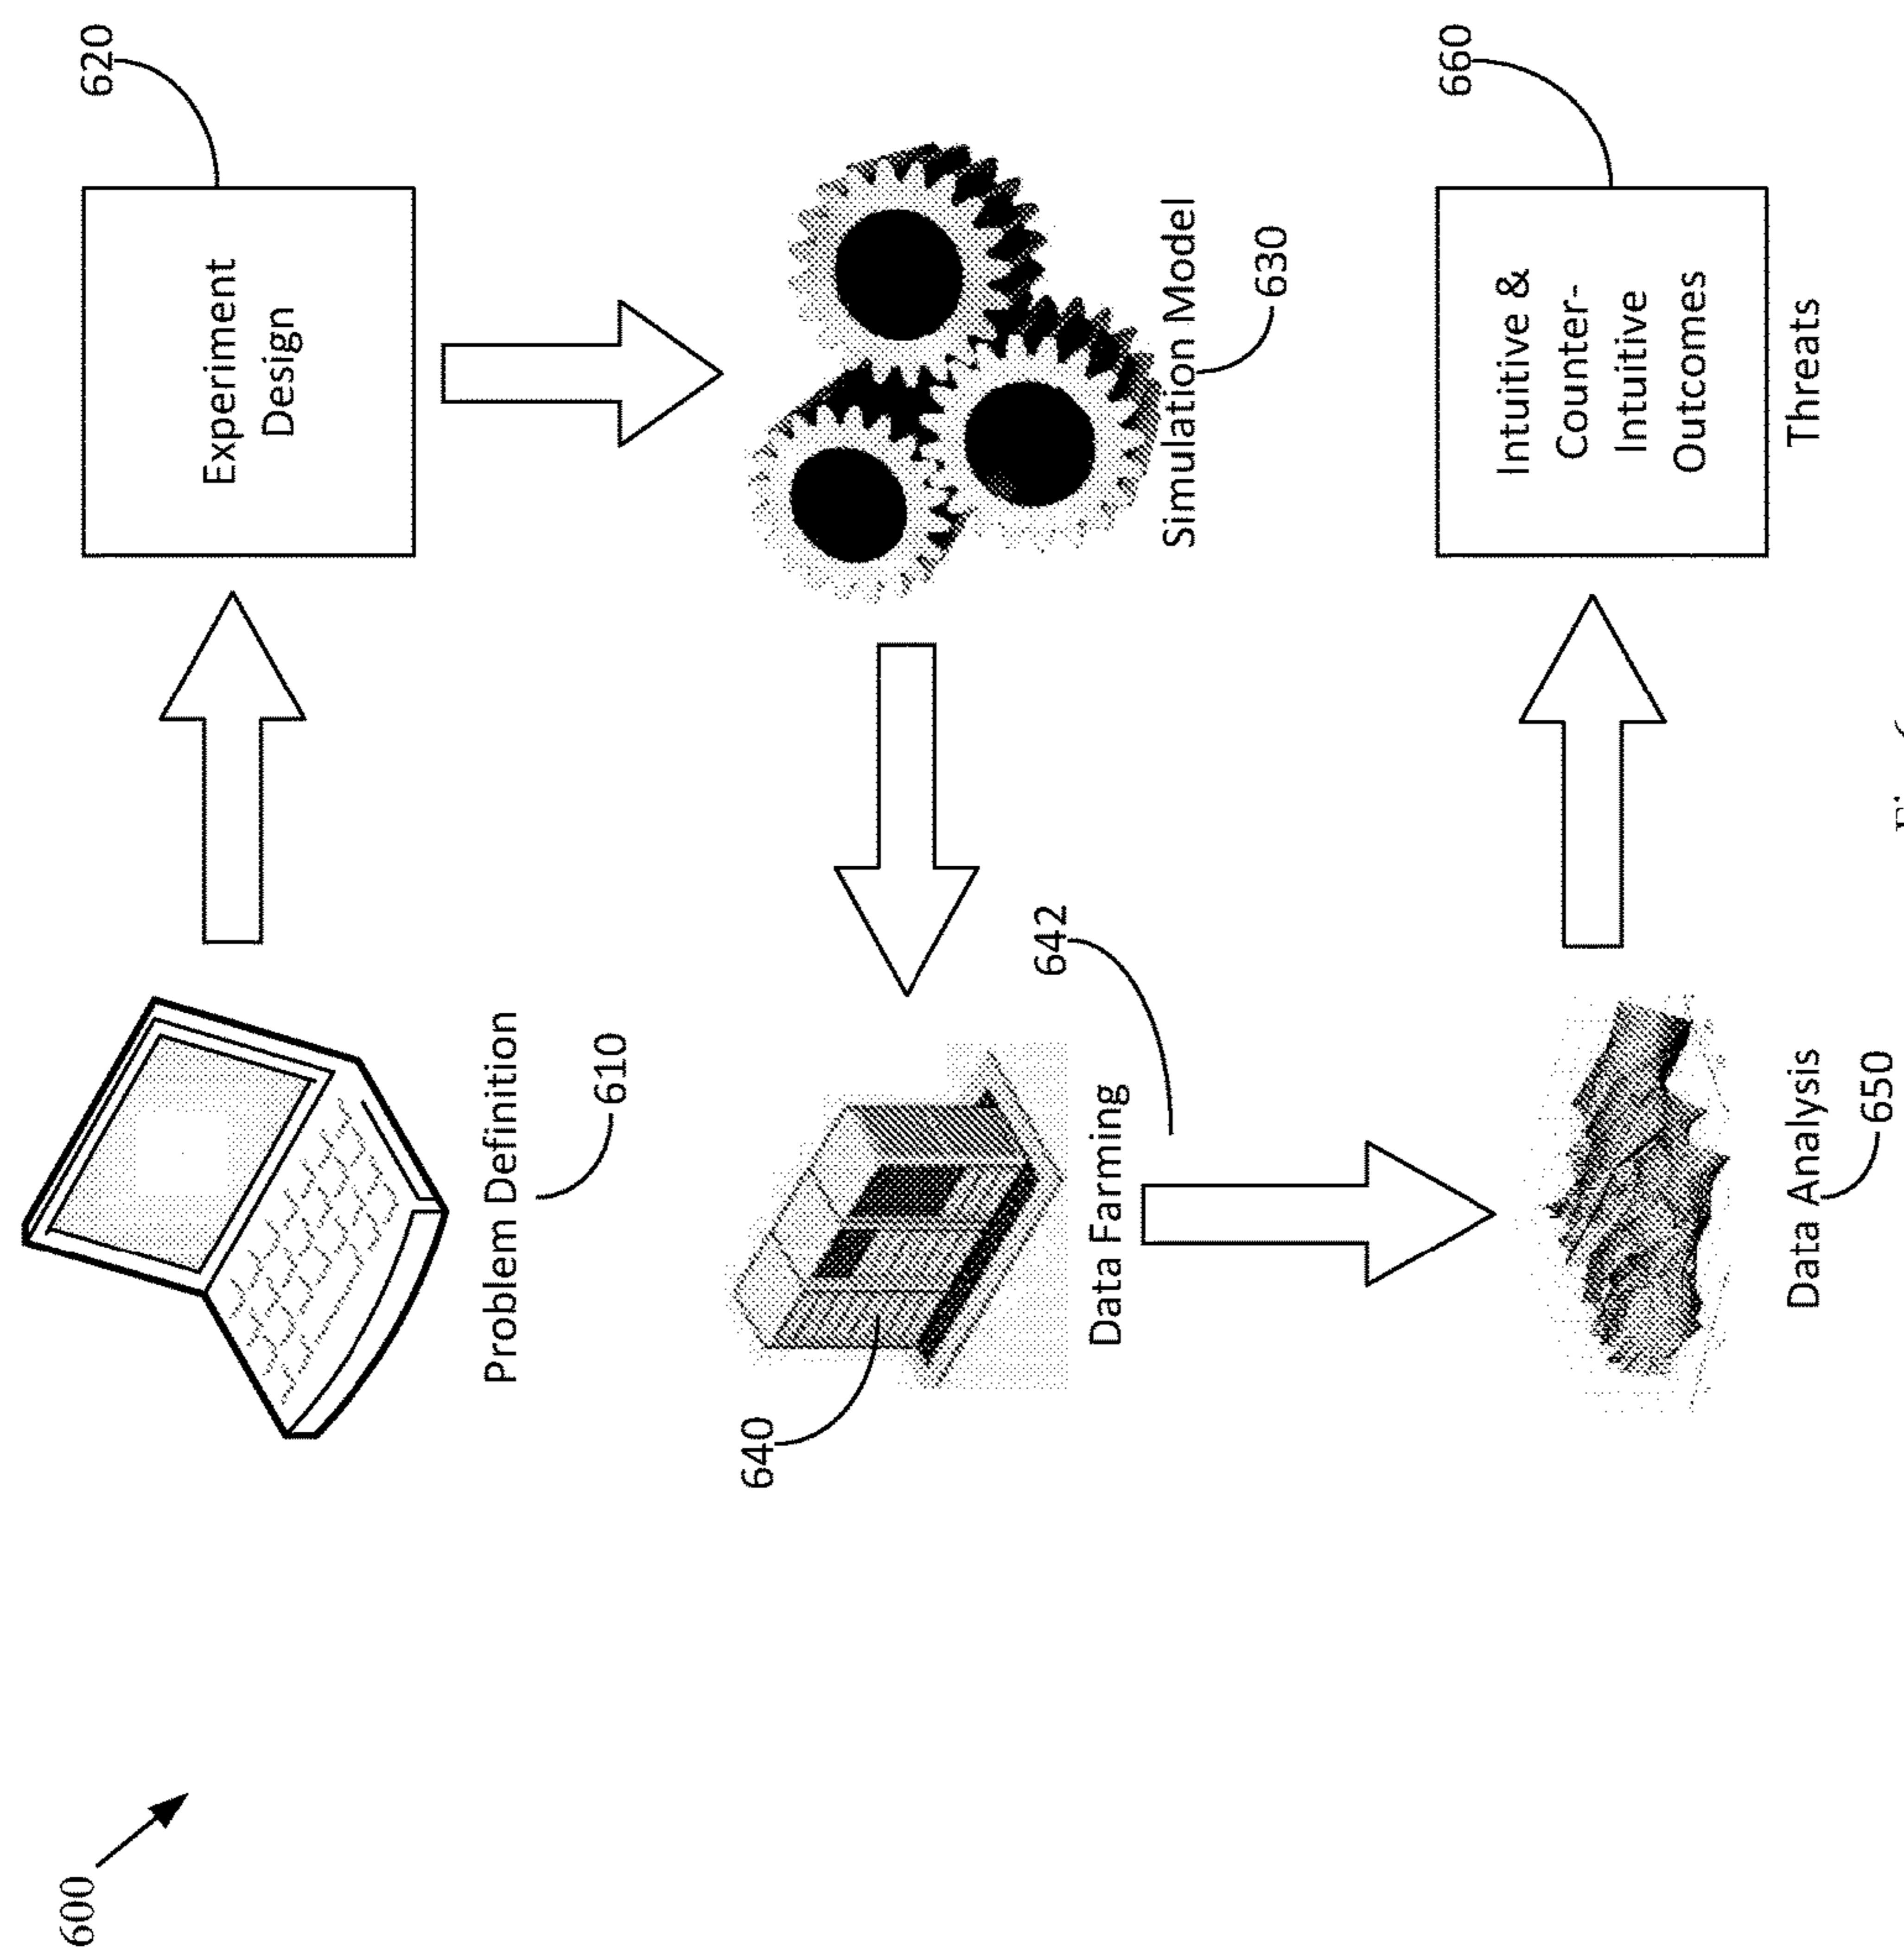 600
Problem Definition
610
Experiment
Design
620
640
Data Farming
642
Simulation Model
630
Data Analysis
650
Intuitive &
Counter-
Intuitive
Outcomes
660
Threats